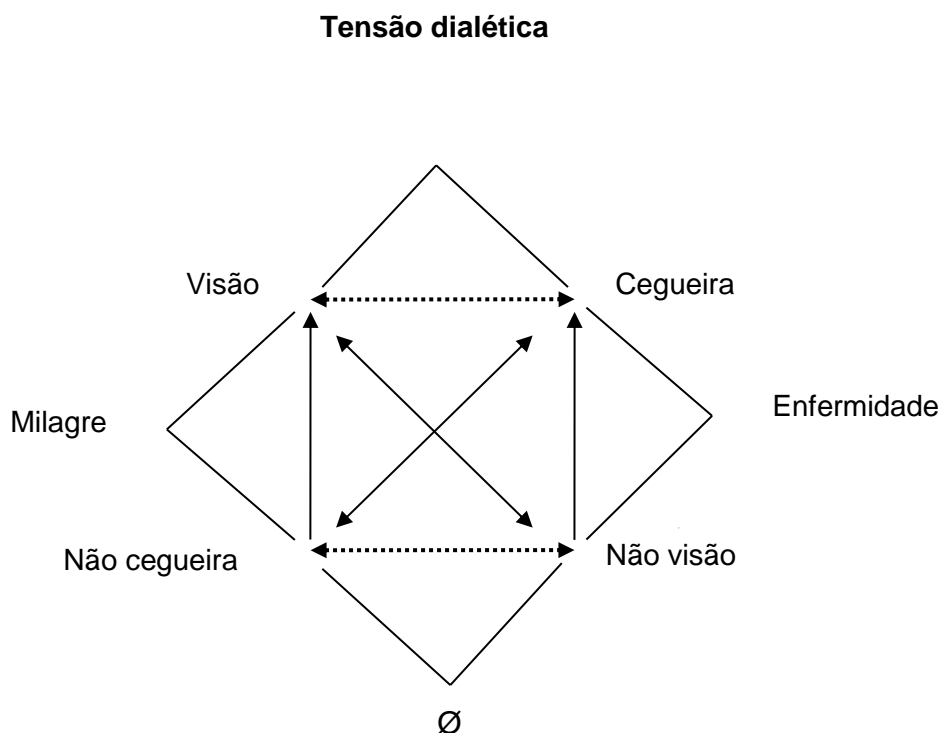 Tensão dialética
Visão
Cegueira
Milagre
Enfermidade
Não cegueira
Não visão
Ø